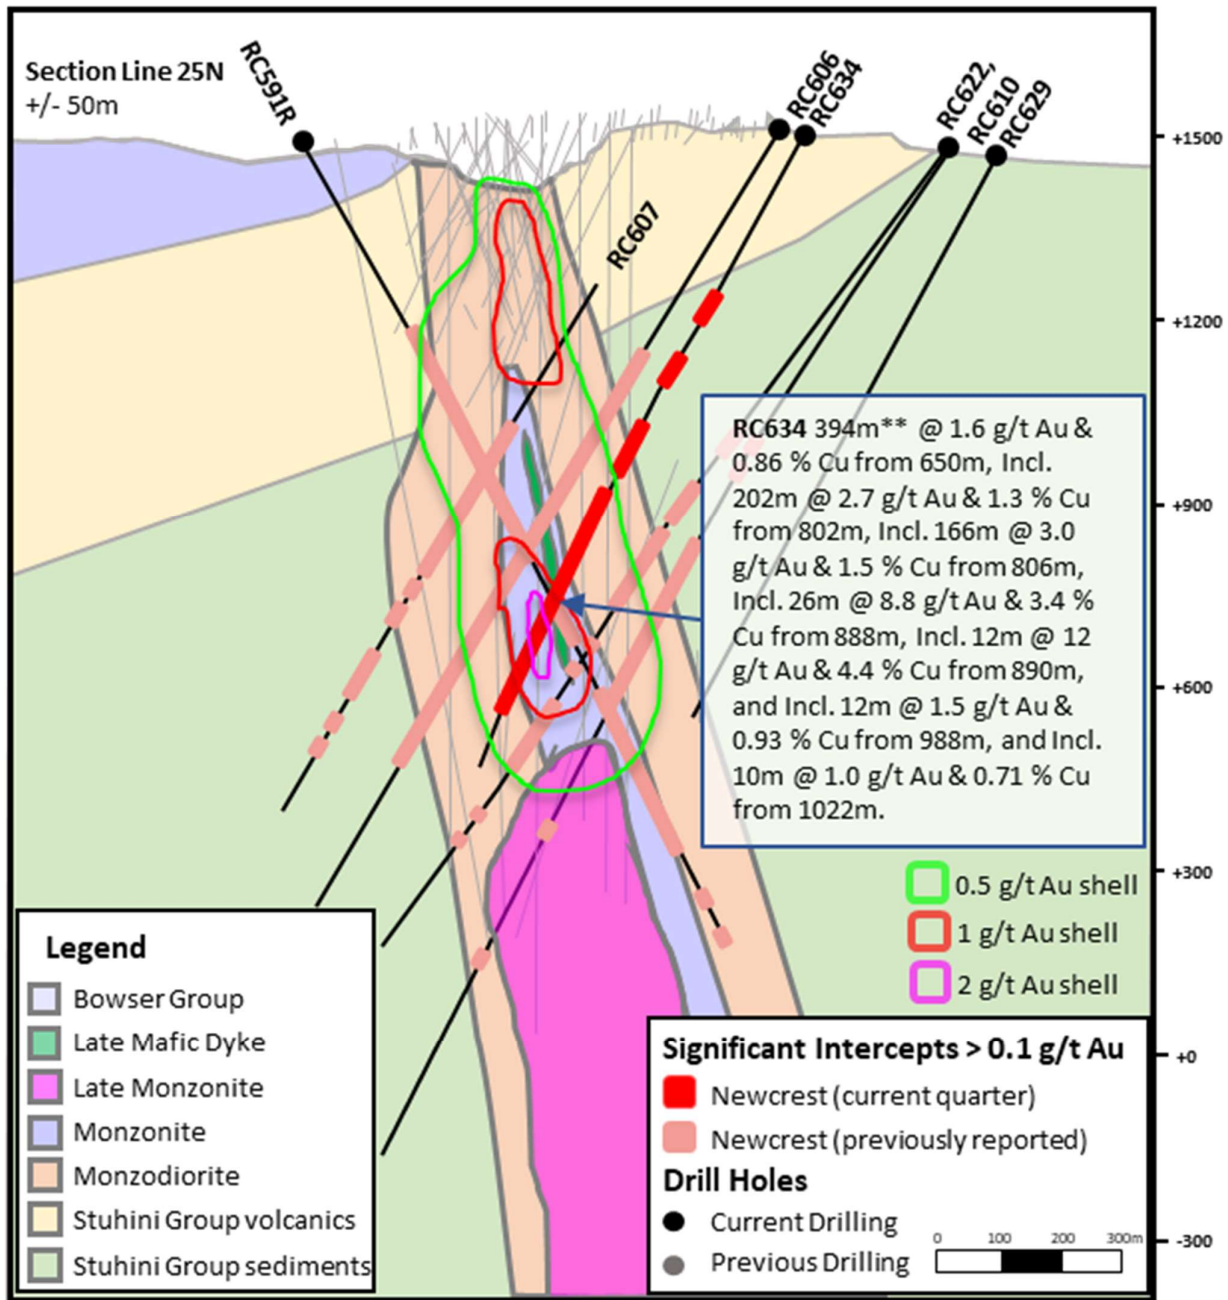 Section Line 25N
+/- 50m
RC591R
RC606
RC634
RC622,
RC610
RC629
RC607
+1500
+1200
+900
+600
+300
+0
-300
RC634 394m** @ 1.6 g/t Au &
0.86 % Cu from 650m, Incl.
202m @ 2.7 g/t Au & 1.3 % Cu
from 802m, Incl. 166m @ 3.0
g/t Au & 1.5 % Cu from 806m,
Incl. 26m @ 8.8 g/t Au & 3.4 %
Cu from 888m, Incl. 12m @ 12
g/t Au & 4.4 % Cu from 890m,
and Incl. 12m @ 1.5 g/t Au &
0.93 % Cu from 988m, and Incl.
10m @ 1.0 g/t Au & 0.71 % Cu
from 1022m.
0.5 g/t Au shell
1 g/t Au shell
2 g/t Au shell
Legend
Bowser Group
Late Mafic Dyke
Late Monzonite
Monzonite
Monzodiorite
Stuhini Group volcanics
Stuhini Group sediments
Significant Intercepts > 0.1 g/t Au
Newcrest (current quarter)
Newcrest (previously reported)
Drill Holes
Current Drilling
Previous Drilling
0 100 200 300m